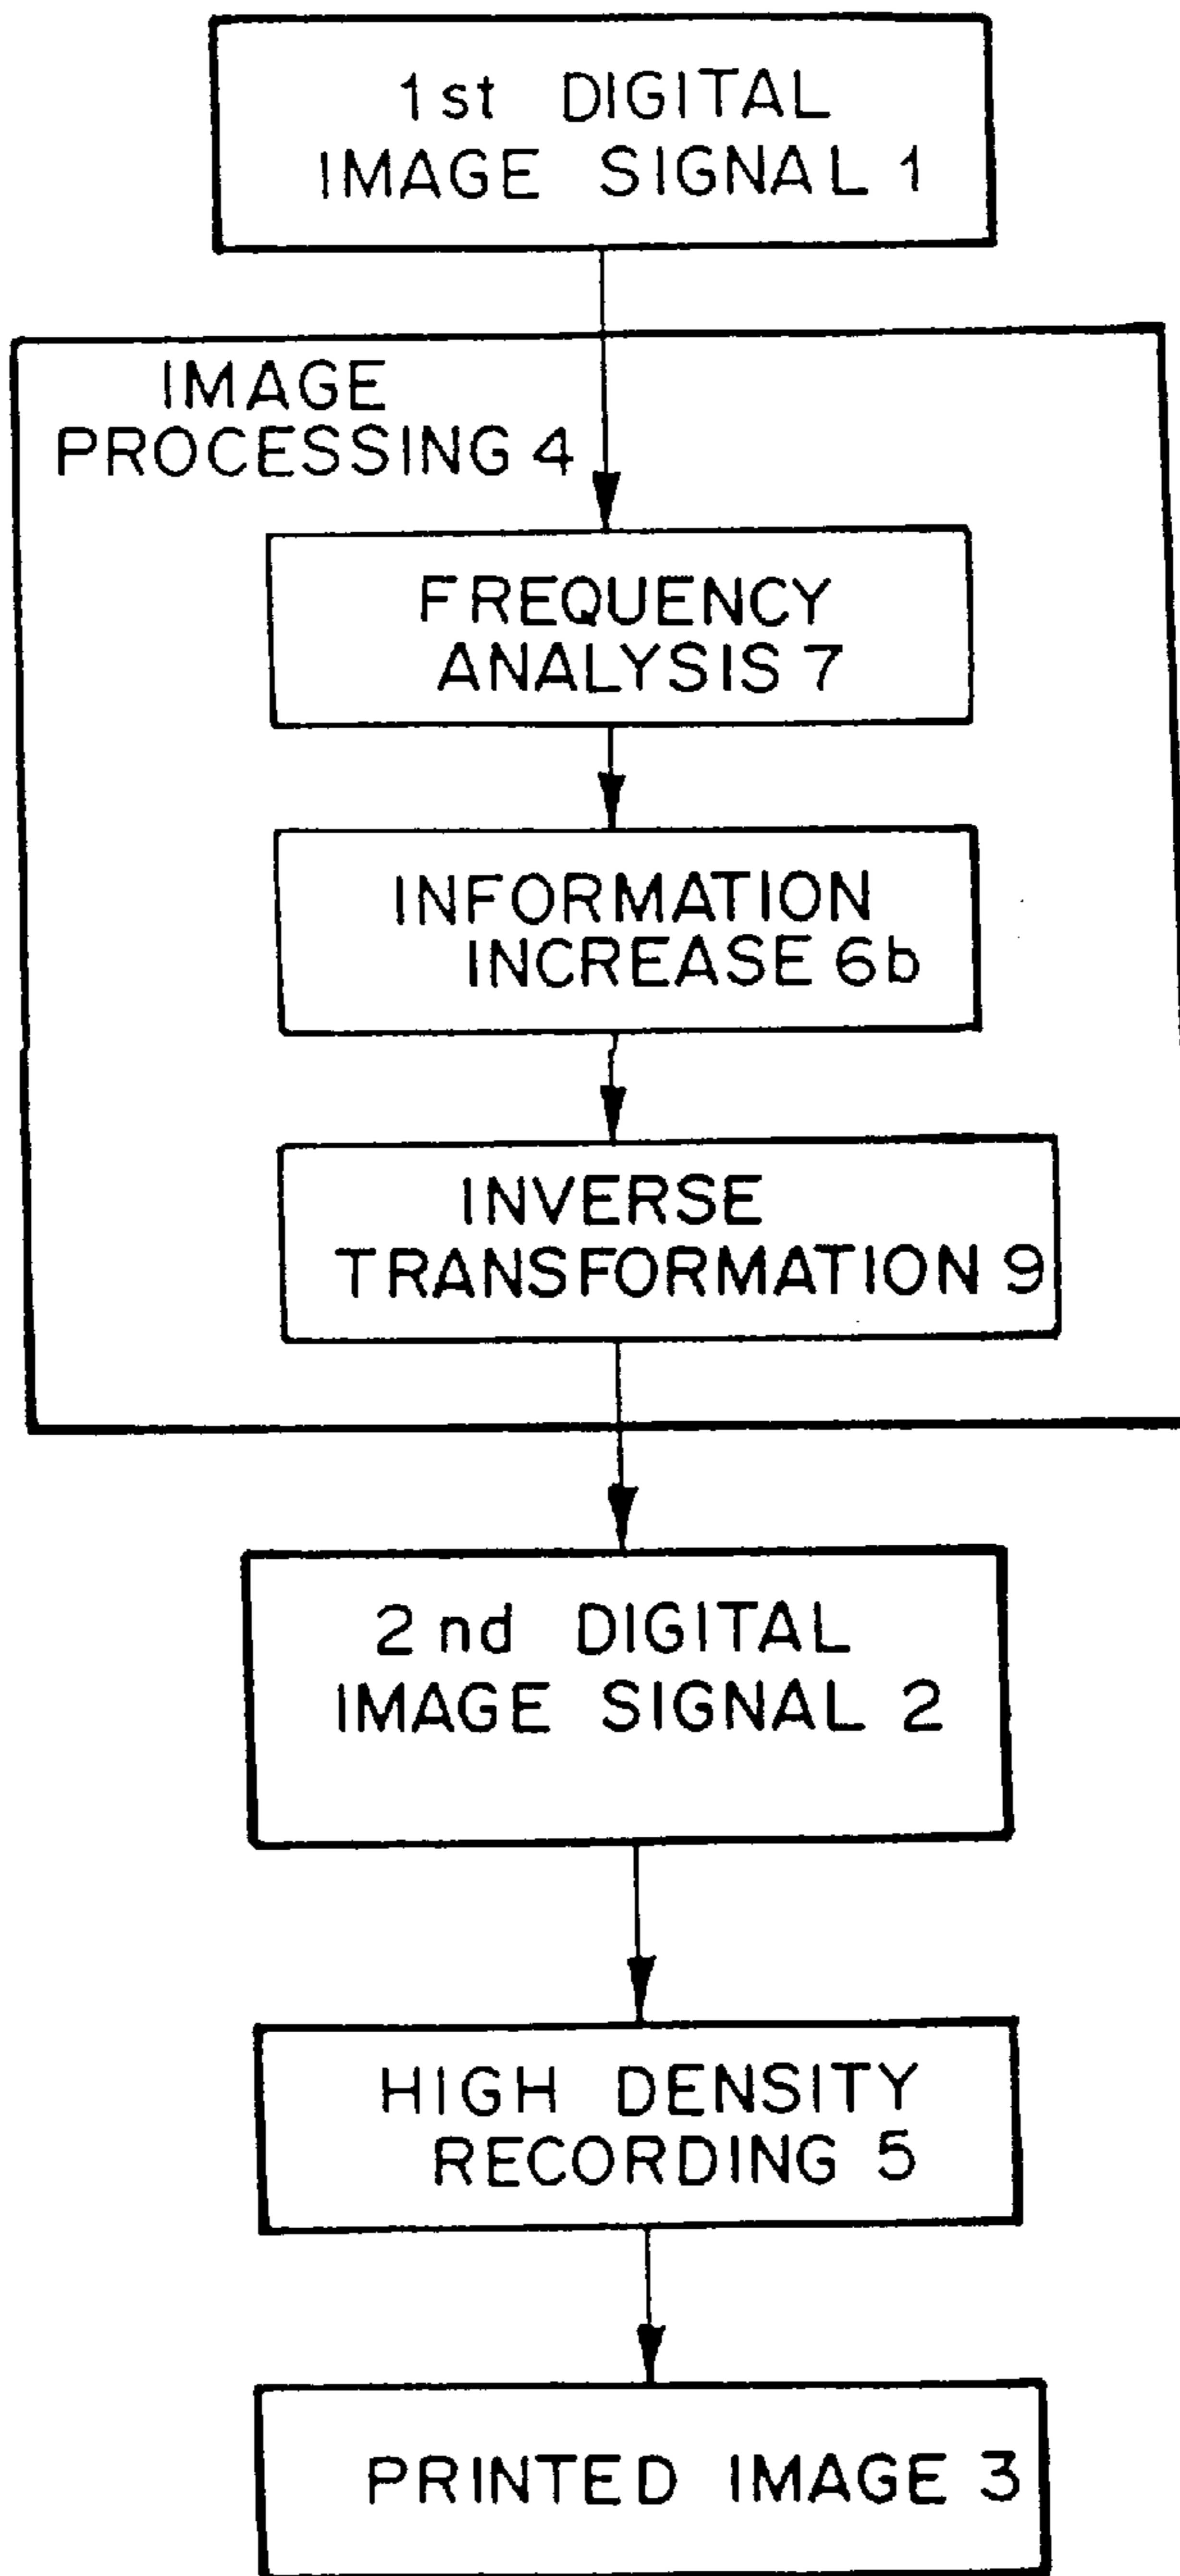 1st DIGITAL
IMAGE SIGNAL 1
IMAGE
PROCESSING 4
FREQUENCY
ANALYSIS 7
INFORMATION
INCREASE 6b
INVERSE
TRANSFORMATION 9
2nd DIGITAL
IMAGE SIGNAL 2
HIGH DENSITY
RECORDING 5
PRINTED IMAGE 3